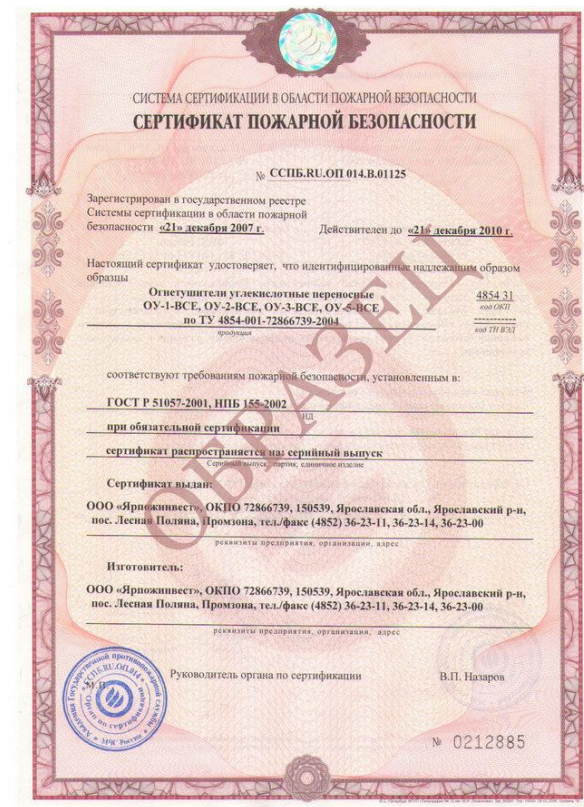 СИСТЕМА СЕРТИФИКАЦИИ В ОБЛАСТИ ПОЖАРНОЙ БЕЗОПАСНОСТИ
СЕРТИФИКАТ ПОЖАРНОЙ БЕЗОПАСНОСТИ
№ ССПБ.RU.ОП 014.В.01125
Зарегистрирован в государственном реестре
Системы сертификации в области пожарной
безопасности «21» декабря 2007 г. Действителен до «21» декабря 2010 г.
Настоящий сертификат удостоверяет, что идентифицированные надлежащим образом
образцы
Огнетушители углекислотные переносные 4854 31
ОУ-1-ВСЕ, ОУ-2-ВСЕ, ОУ-3-ВСЕ, ОУ-5-ВСЕ код ОКП
по ТУ 4854-001-72866739-2004 -----------
продукция код ТН ВЭД
соответствуют требованиям пожарной безопасности, установленным в:
ГОСТ Р 51057-2001, НПБ 155-2002
НД
при обязательной сертификации
сертификат распространяется на: серийный выпуск
Серийный выпуск, партия, единичное изделие
Сертификат выдан:
ООО «Ярпожинвест», ОКПО 72866739, 150539, Ярославская обл., Ярославский р-н,
пос. Лесная Поляна, Промзона, тел./факс (4852) 36-23-11, 36-23-14, 36-23-00
реквизиты предприятия, организации, адрес
Изготовитель:
ООО «Ярпожинвест», ОКПО 72866739, 150539, Ярославская обл., Ярославский р-н,
пос. Лесная Поляна, Промзона, тел./факс (4852) 36-23-11, 36-23-14, 36-23-00
реквизиты предприятия, организации, адрес
Руководитель органа по сертификации В.П. Назаров
М.П.
№ 0212885
ОБРАЗЕЦ